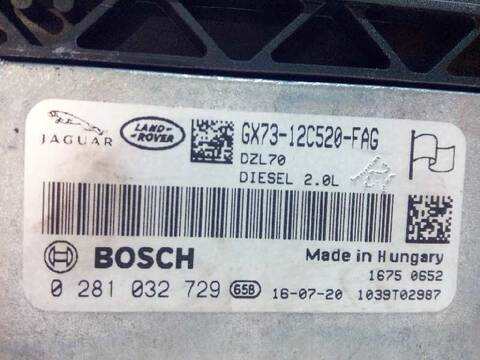 JAGUAR
LAND-
ROVER
GX73-12C520-FAG
DZL70
DIESEL 2.0L
BOSCH
Made in Hungary
1675 0652
0 281 032 729 65B 16-07-20 1039T02987